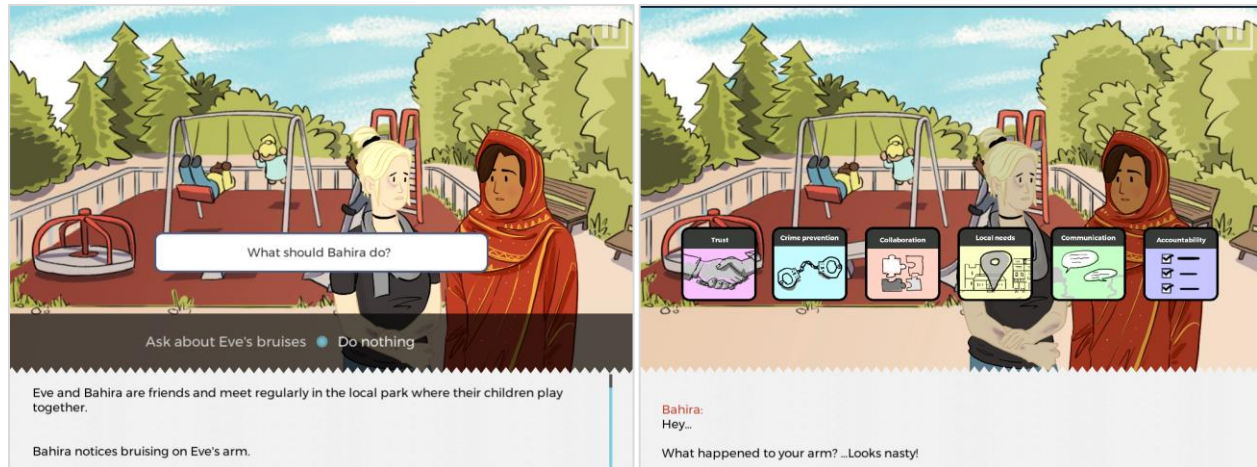 What should Bahira do?
Ask about Eve's bruises
Do nothing
Eve and Bahira are friends and meet regularly in the local park where their children play
together.
Bahira notices bruising on Eve's arm.
Trust
Crime prevention
Collaboration
Local needs
Communication
Accountability
Bahira:
Hey...
What happened to your arm? ...Looks nasty!